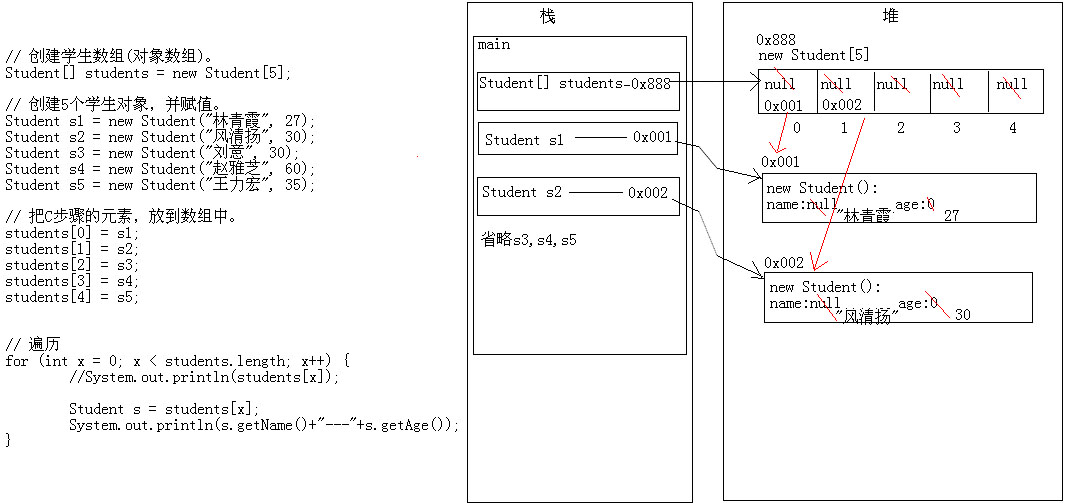 // 创建学生数组(对象数组)。
Student[] students = new Student[5];
// 创建5个学生对象，并赋值。
Student s1 = new Student("林青霞", 27);
Student s2 = new Student("风清扬", 30);
Student s3 = new Student("刘意", 30);
Student s4 = new Student("赵雅芝", 60);
Student s5 = new Student("王力宏", 35);
// 把C步骤的元素，放到数组中。
students[0] = s1;
students[1] = s2;
students[2] = s3;
students[3] = s4;
students[4] = s5;
// 遍历
for (int x = 0; x < students.length; x++) {
//System.out.println(students[x]);
Student s = students[x];
System.out.println(s.getName()+"---"+s.getAge());
}
栈
main
Student[] students-0x888
Student s1 0x001
Student s2 0x002
省略s3,s4,s5
堆
0x888
new Student[5]
null null null null null
0x001 0x002
0 1 2 3 4
0x001
new Student():
name:null age:0
"林青霞 27
0x002
new Student():
name:null age:0
"风清扬" 30